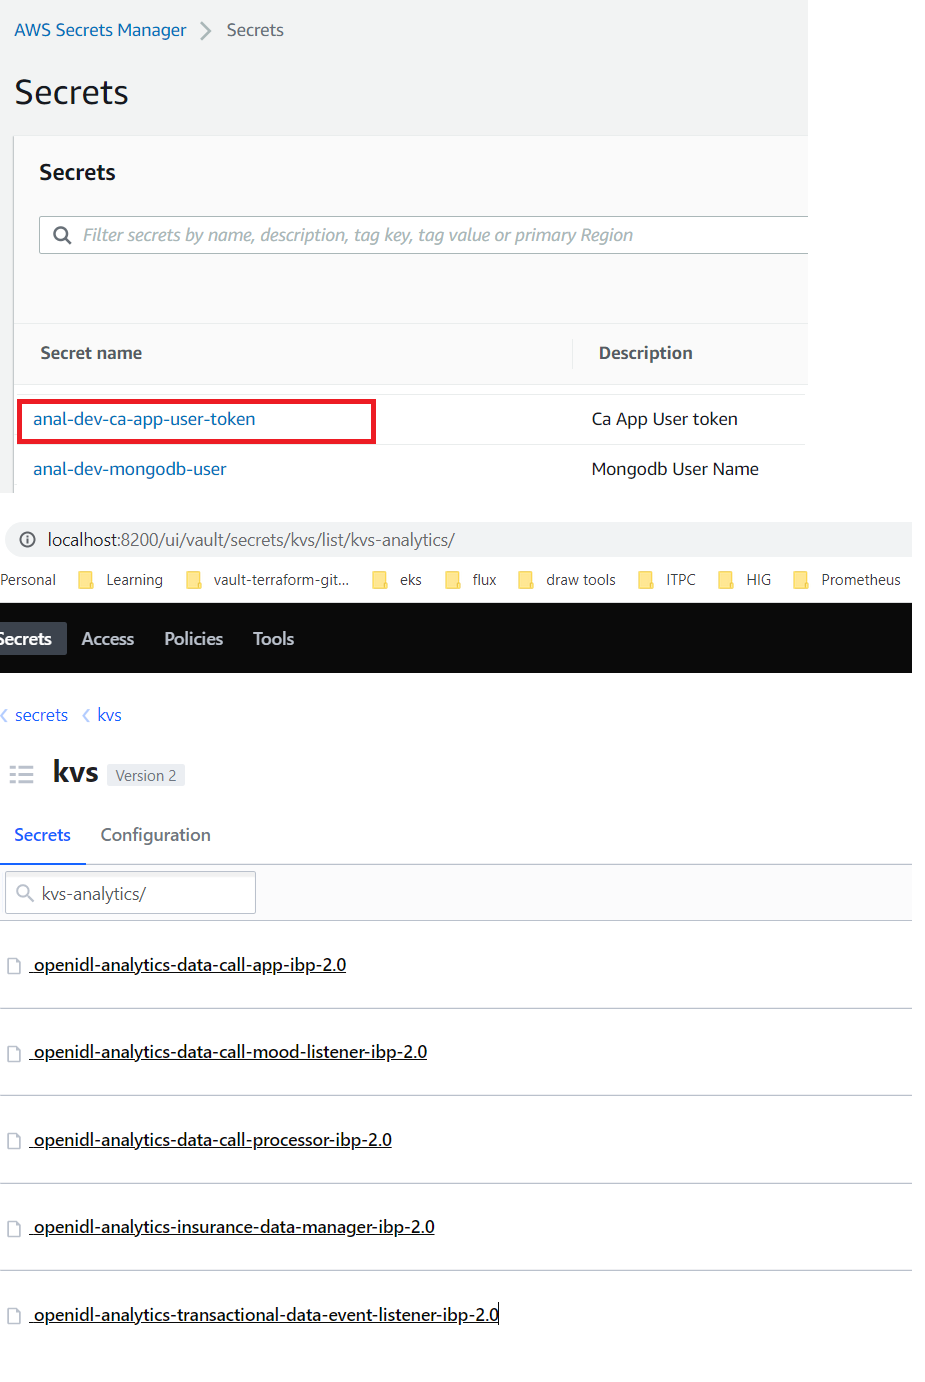 AWS Secrets Manager > Secrets
Secrets
Secrets
Filter secrets by name, description, tag key, tag value or primary Region
Secret name Description
anal-dev-ca-app-user-token Ca App User token
anal-dev-mongodb-user Mongodb User Name
localhost:8200/ui/vault/secrets/kvs/list/kvs-analytics/
Personal Learning vault-terraform-git... eks flux draw tools ITPC HIG Prometheus
Secrets Access Policies Tools
< secrets < kvs
kvs Version 2
Secrets Configuration
kvs-analytics/
openidl-analytics-data-call-app-ibp-2.0
openidl-analytics-data-call-mood-listener-ibp-2.0
openidl-analytics-data-call-processor-ibp-2.0
openidl-analytics-insurance-data-manager-ibp-2.0
openidl-analytics-transactional-data-event-listener-ibp-2.0